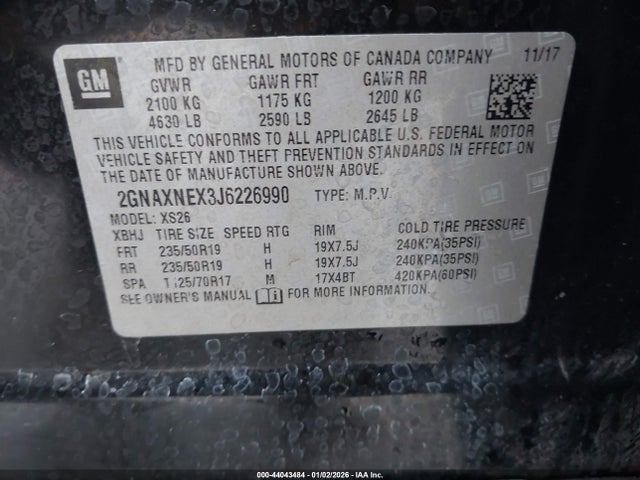 GM MFD BY GENERAL MOTORS OF CANADA COMPANY 11/17
GVWR GAWR FRT GAWR RR
2100 KG 1175 KG 1200 KG
4630 LB 2590 LB 2645 LB
THIS VEHICLE CONFORMS TO ALL APPLICABLE U.S. FEDERAL MOTOR
VEHICLE SAFETY AND THEFT PREVENTION STANDARDS IN EFFECT ON
THE DATE OF MANUFACTURE SHOWN ABOVE.
2GNAXNEX3J6226990 TYPE: M.P.V.
MODEL: XS26
XBHJ TIRE SIZE SPEED RTG RIM COLD TIRE PRESSURE
FRT 235/50R19 H 19X7.5J 240KPA(35PSI)
RR 235/50R19 H 19X7.5J 240KPA(35PSI)
SPA T125/70R17 M 17X4BT 420KPA(60PSI)
SEE OWNER'S MANUAL FOR MORE INFORMATION.
000-44043484 - 01/02/2026 - IAA Inc.